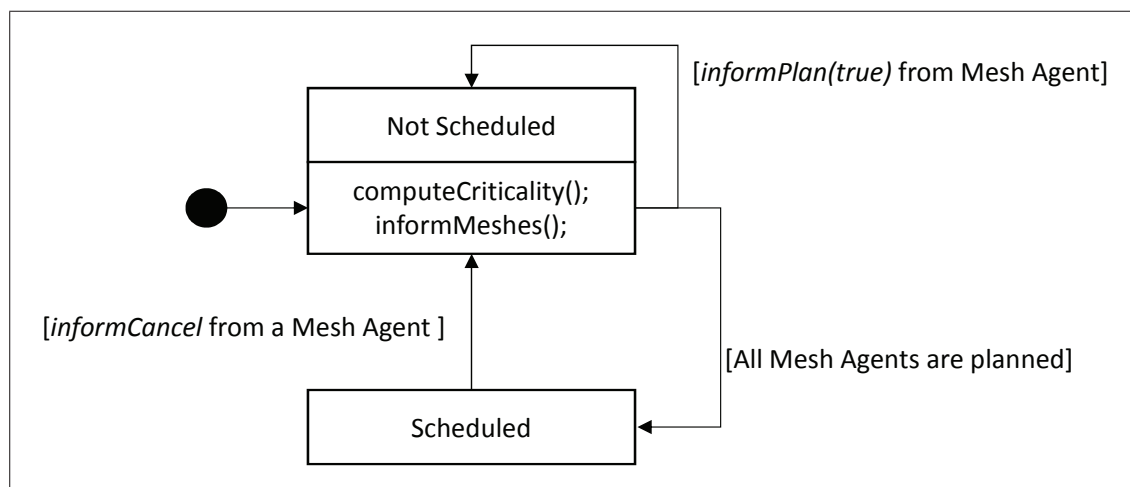 [informPlan(true) from Mesh Agent]
Not Scheduled
computeCriticality();
informMeshes();
[informCancel from a Mesh Agent ]
[All Mesh Agents are planned]
Scheduled